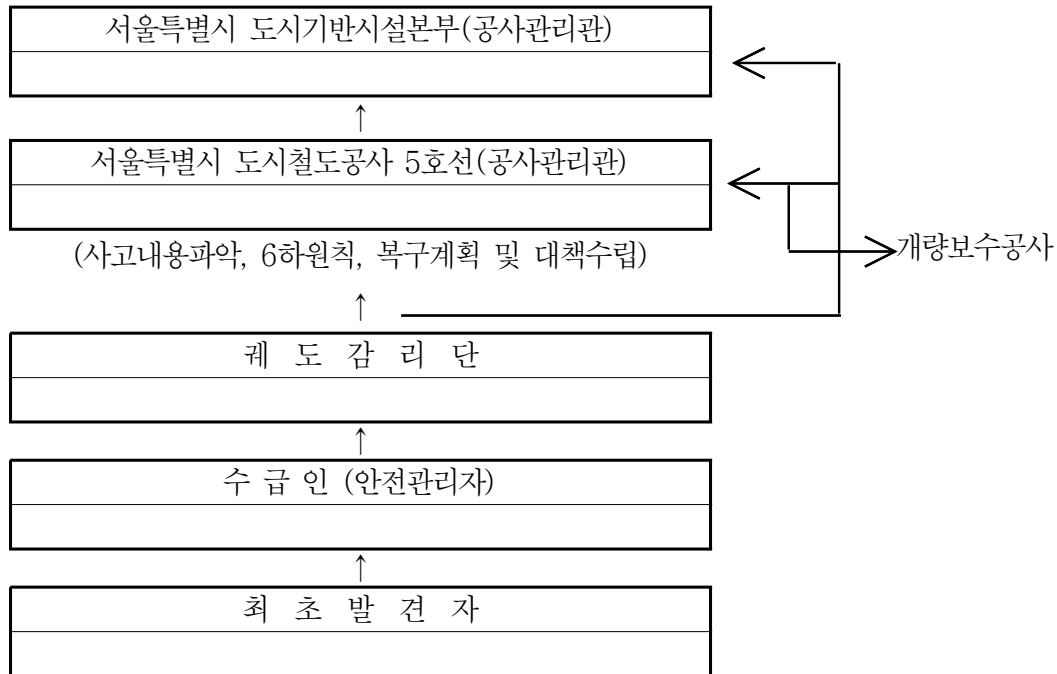 서울특별시 도시기반시설본부(공사관리관)
↑
서울특별시 도시철도공사 5호선(공사관리관)
(사고내용파악, 6하원칙, 복구계획 및 대책수립)
개량보수공사
↑
궤 도 감 리 단
↑
수 급 인 (안전관리자)
↑
최 초 발 견 자